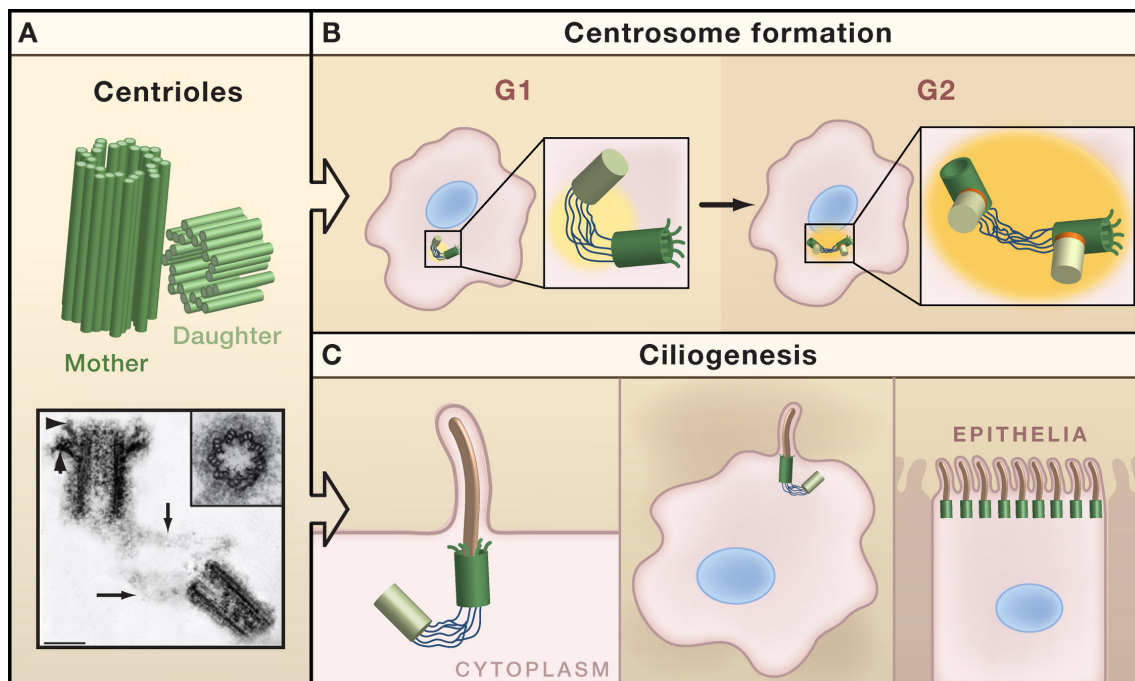 A
Centrioles
Mother
Daughter
B
Centrosome formation
G1
G2
C
Ciliogenesis
CYTOPLASM
EPITHELIA